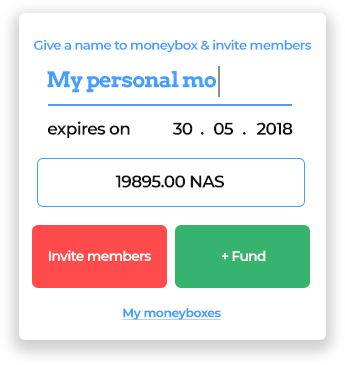 Give a name to moneybox & invite members
My personal mo
expires on 30 . 05 . 2018
19895.00 NAS
Invite members + Fund
My moneyboxes